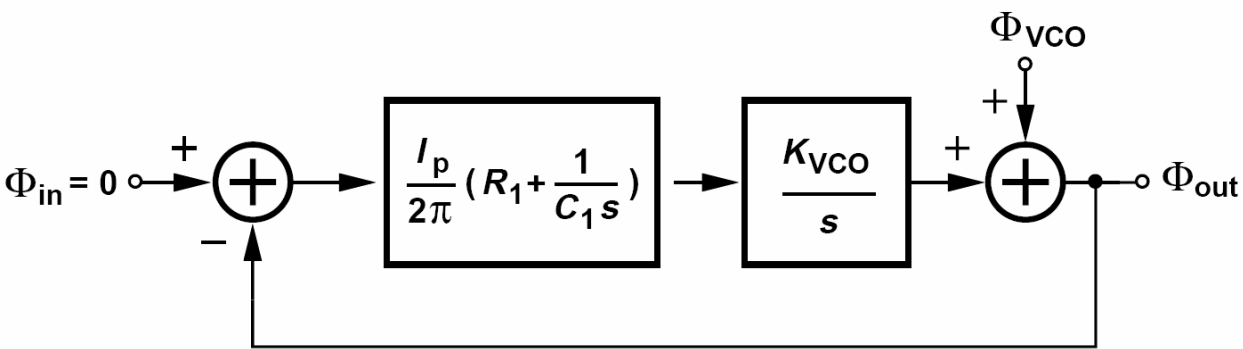 Φ_VCO
+
Φ_in = 0
+
−
+
I_p/2π (R_1 + 1/(C_1 s))
K_VCO/s
+
+
Φ_out